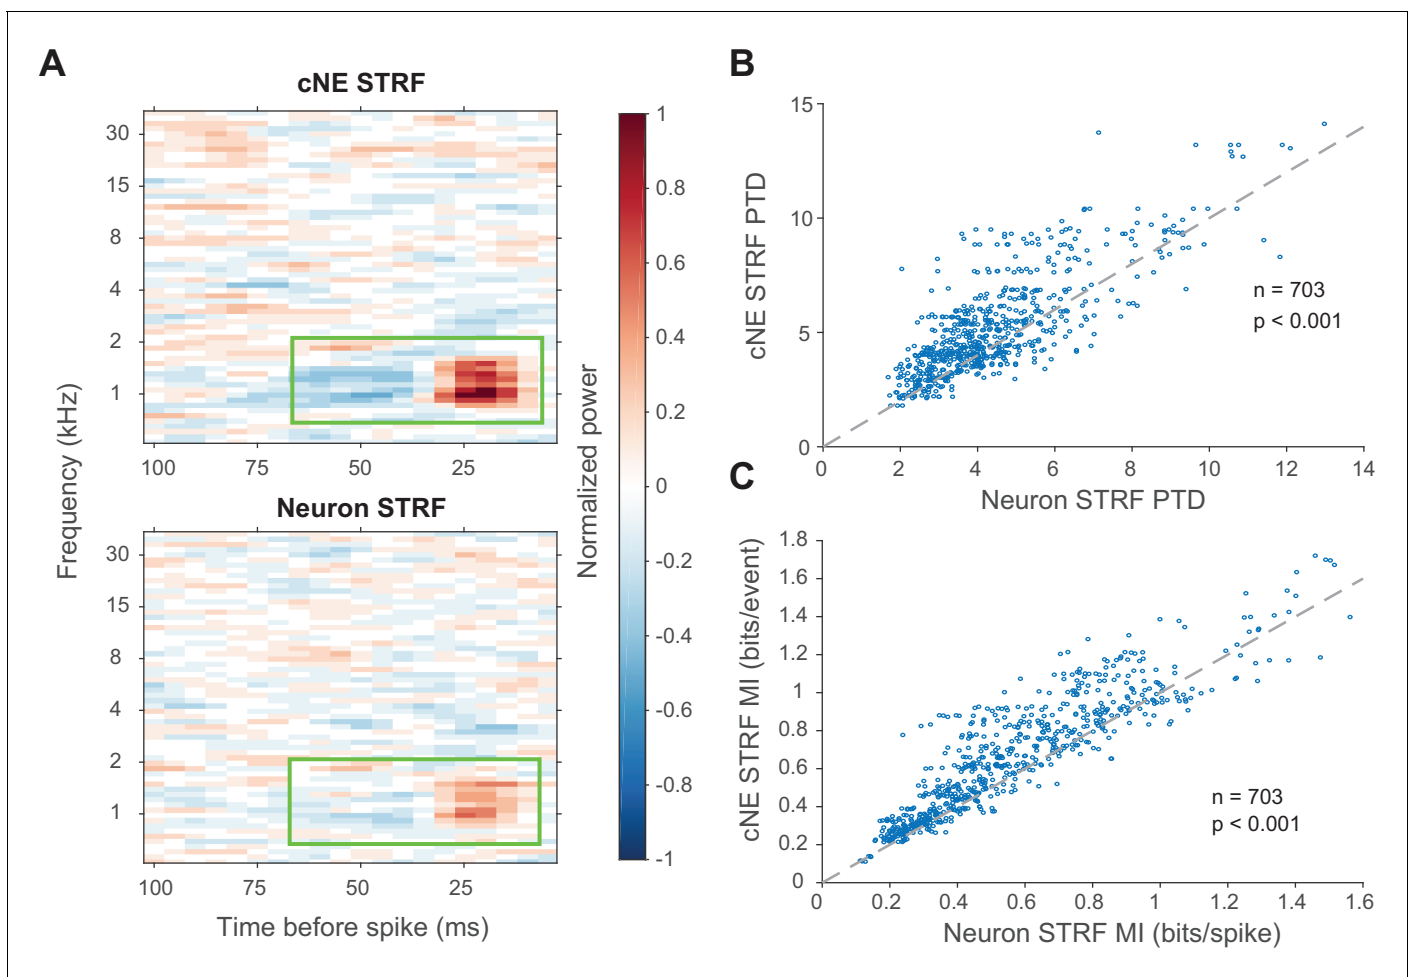 A
cNE STRF
30
15
8
4
2
1
100 75 50 25
Neuron STRF
30
15
8
4
2
1
100 75 50 25
Frequency (kHz)
Time before spike (ms)
1
0.8
0.6
0.4
0.2
0
-0.2
-0.4
-0.6
-0.8
-1
Normalized power
B
15
10
5
0
cNE STRF PTD
n = 703
p < 0.001
0 2 4 6 8 10 12 14
Neuron STRF PTD
C
1.8
1.6
1.4
1.2
1
0.8
0.6
0.4
0.2
0
cNE STRF MI (bits/event)
n = 703
p < 0.001
0 0.2 0.4 0.6 0.8 1 1.2 1.4 1.6
Neuron STRF MI (bits/spike)